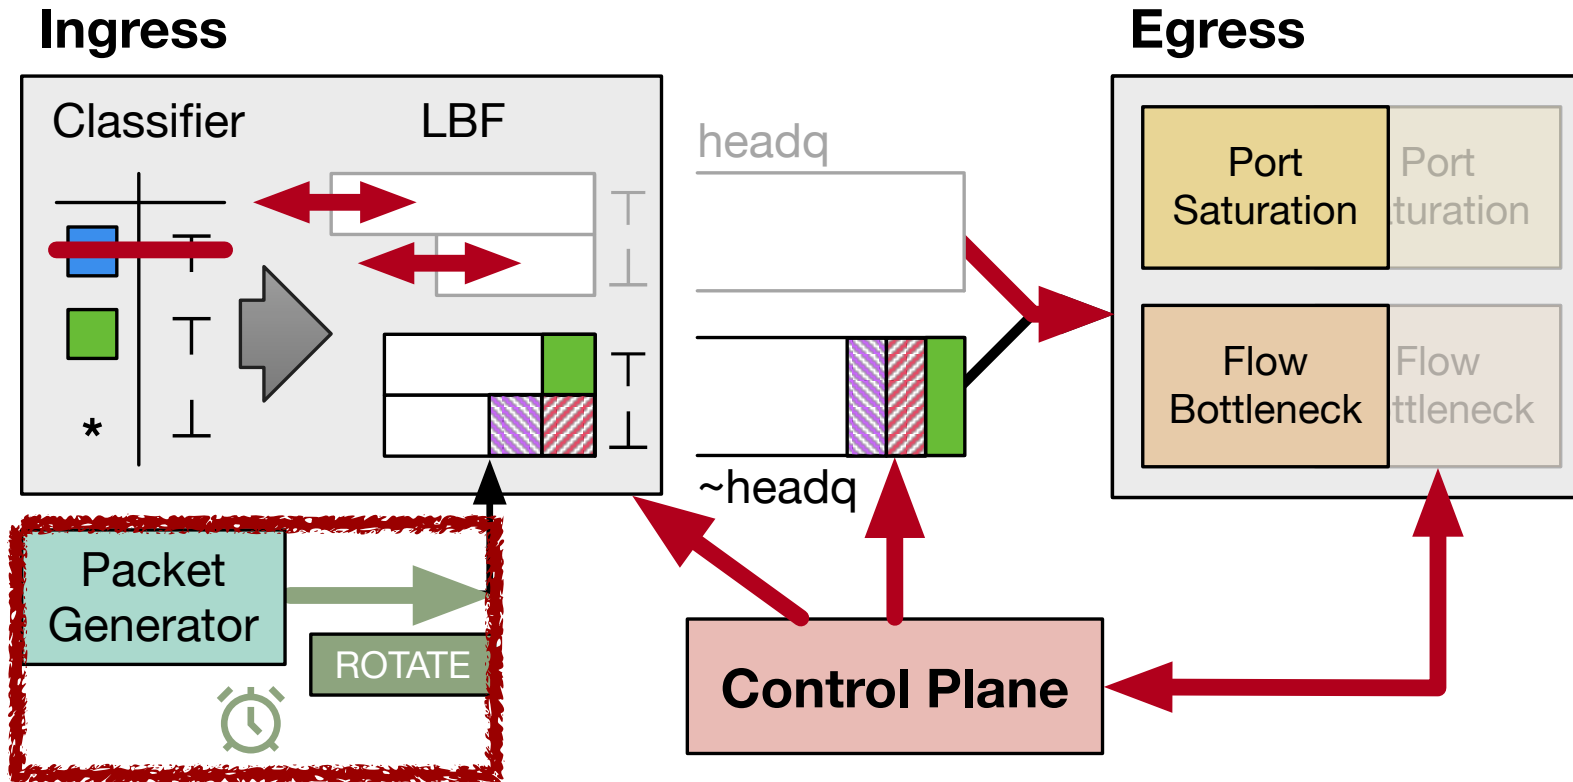 Ingress
Egress
Classifier
LBF
headq
⊤
⊥
⊤
⊤
*
⊥
⊤
⊥
~headq
Port
Saturation
Port
turation
Flow
Bottleneck
Flow
ttleneck
Packet
Generator
ROTATE
Control Plane